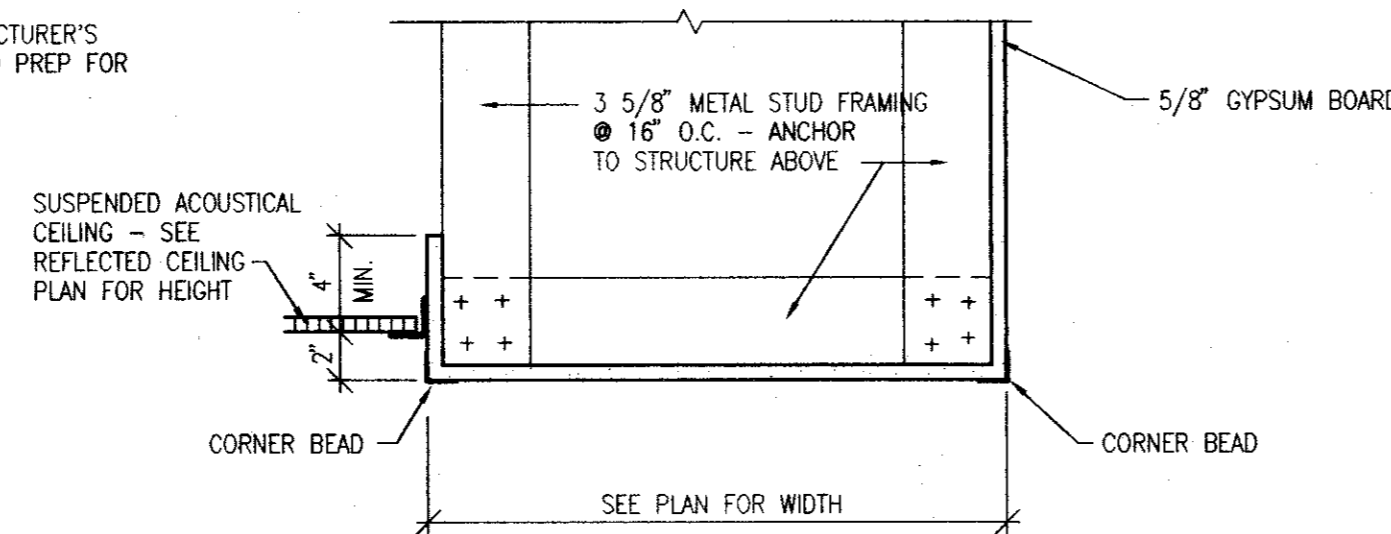 CTURER'S
PREP FOR
3 5/8" METAL STUD FRAMING
@ 16" O.C. - ANCHOR
TO STRUCTURE ABOVE
5/8" GYPSUM BOARD
SUSPENDED ACOUSTICAL
CEILING - SEE
REFLECTED CEILING
PLAN FOR HEIGHT
4"
MIN.
2"
CORNER BEAD
CORNER BEAD
SEE PLAN FOR WIDTH